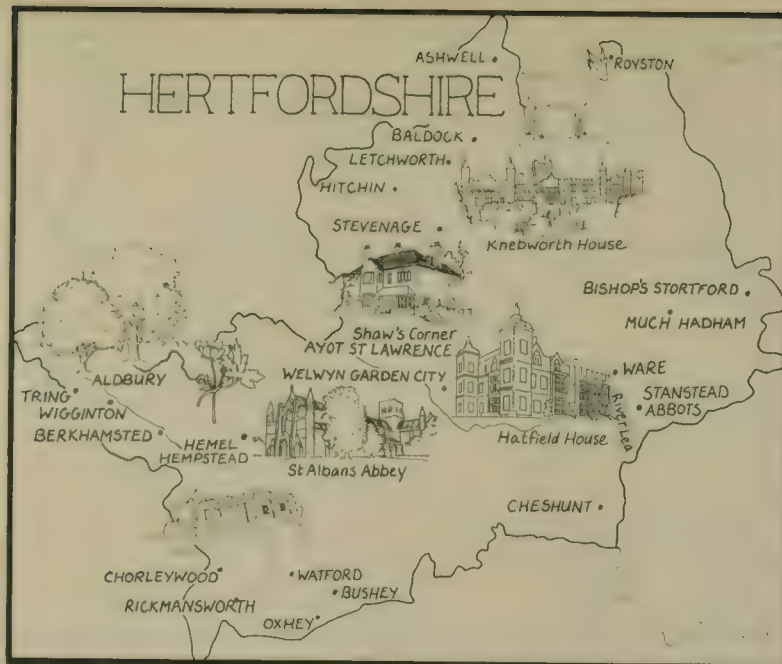 ASHWELL
ROYSTON
HERTFORDSHIRE
BALDOCK
LETCHWORTH
HITCHIN
STEVENAGE
Knebworth House
BISHOP'S STORTFORD
MUCH HADHAM
Shaw's Corner
AYOT ST LAWRENCE
WELWYN GARDEN CITY
WARE
ALDBURY
TRING
WIGGINTON
BERKHAMSTED
STANSTEAD
ABBOTS
River Lea
HEMEL
HEMPSTEAD
Hatfield House
St Albans Abbey
CHESHUNT
CHORLEYWOOD
WATFORD
RICKMANSWORTH
BUSHEY
OXHEY